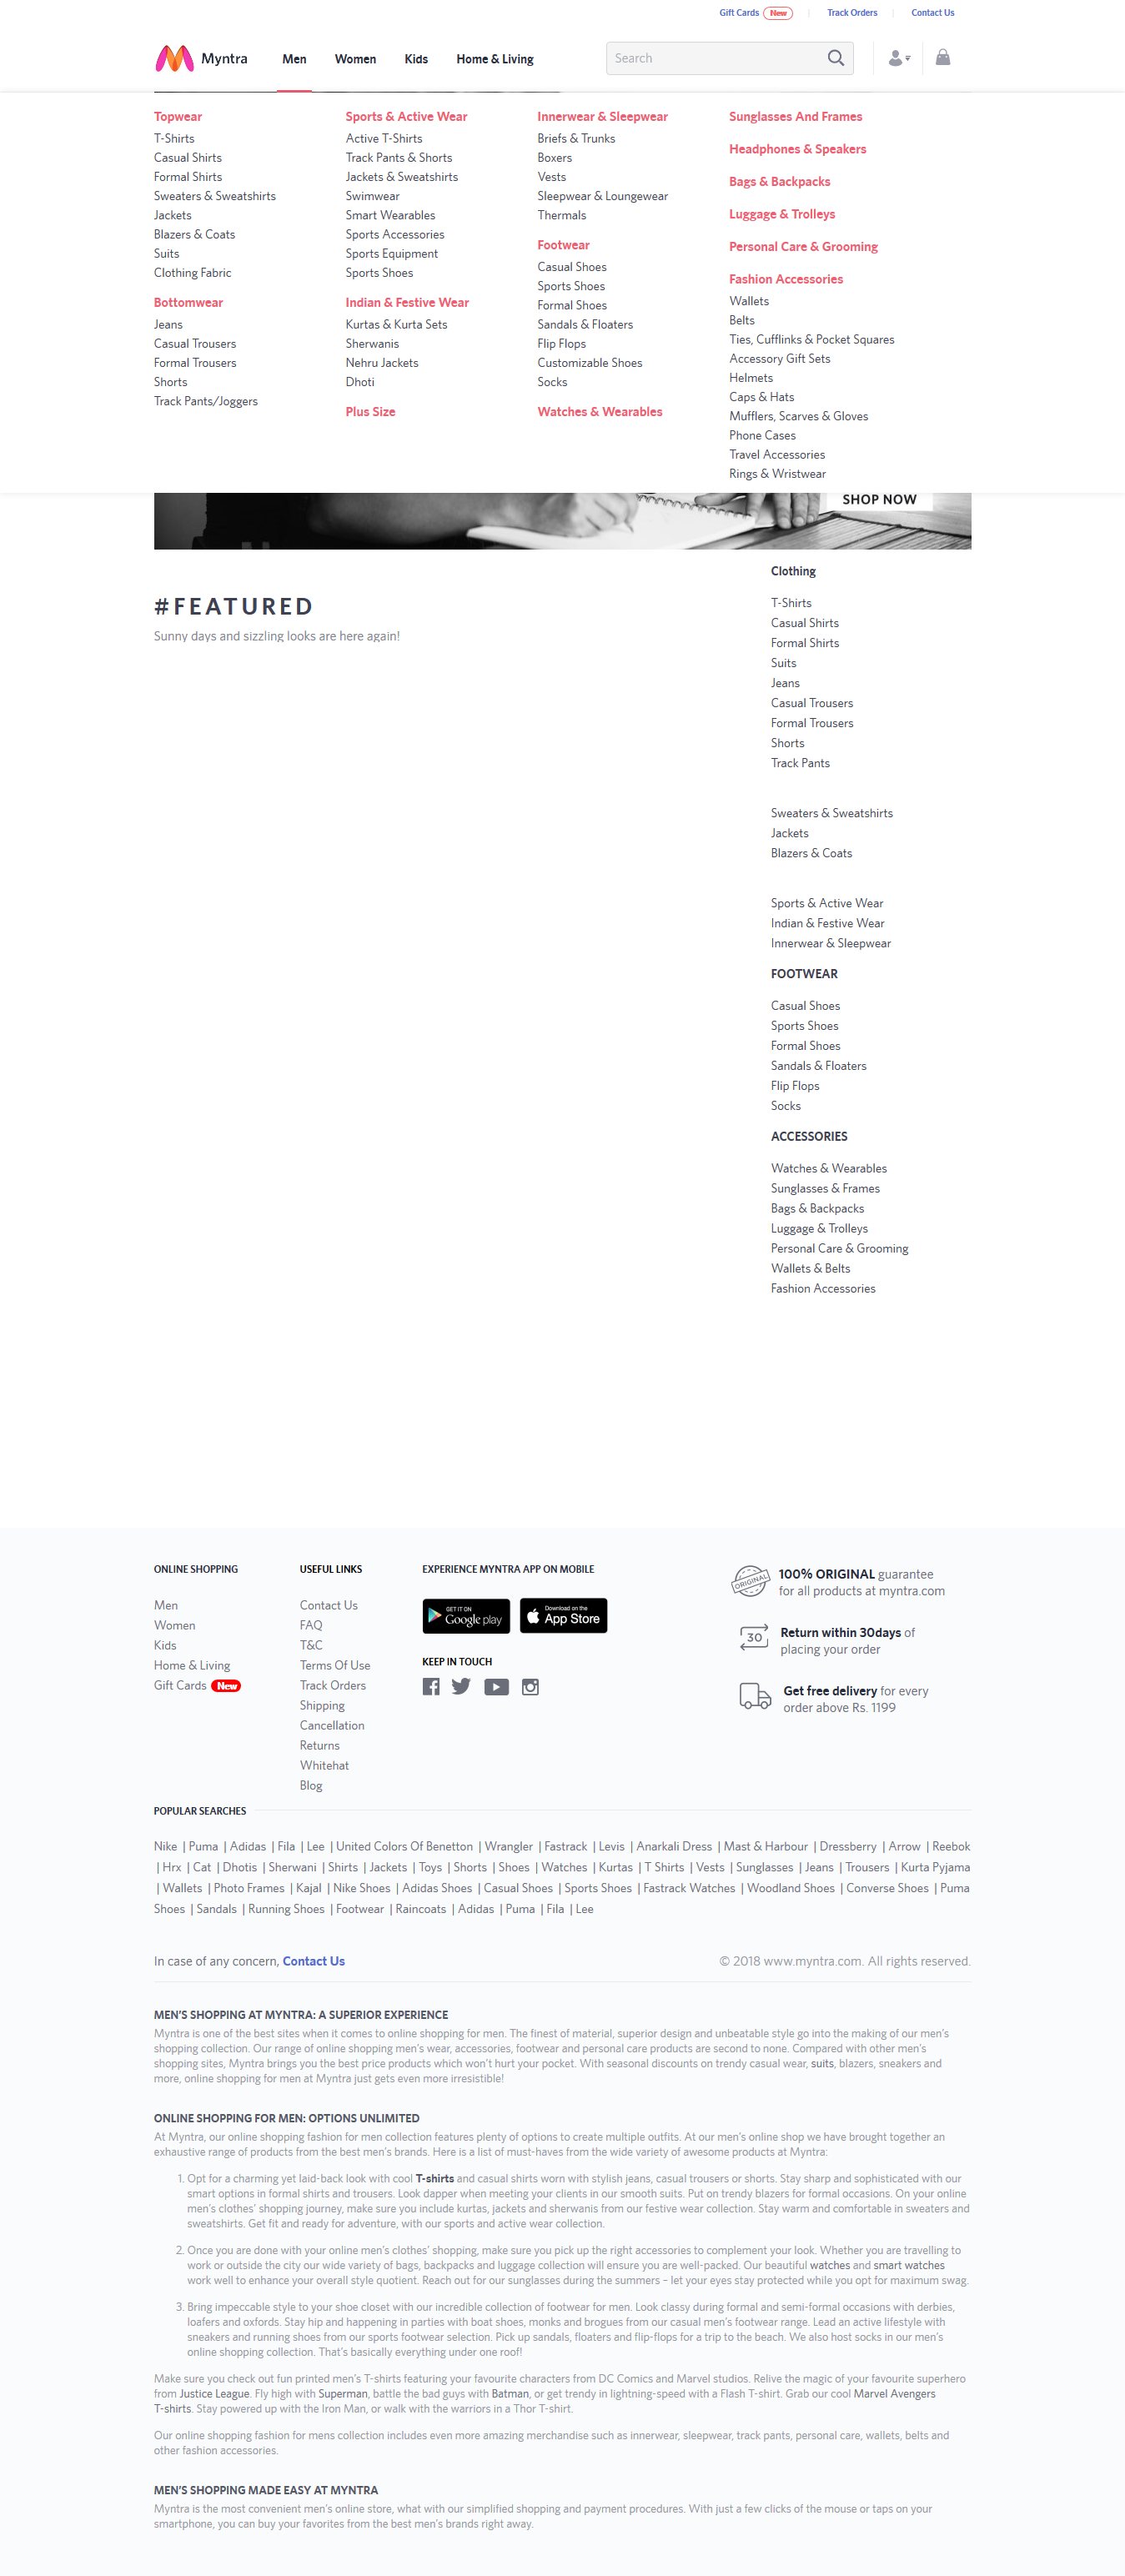 Gift Cards New
Track Orders
Contact Us
Myntra
Men
Women
Kids
Home & Living
Search
Topwear
T-Shirts
Casual Shirts
Formal Shirts
Sweaters & Sweatshirts
Jackets
Blazers & Coats
Suits
Clothing Fabric
Bottomwear
Jeans
Casual Trousers
Formal Trousers
Shorts
Track Pants/Joggers
Sports & Active Wear
Active T-Shirts
Track Pants & Shorts
Jackets & Sweatshirts
Swimwear
Smart Wearables
Sports Accessories
Sports Equipment
Sports Shoes
Indian & Festive Wear
Kurtas & Kurta Sets
Sherwanis
Nehru Jackets
Dhoti
Plus Size
Innerwear & Sleepwear
Briefs & Trunks
Boxers
Vests
Sleepwear & Loungewear
Thermals
Footwear
Casual Shoes
Sports Shoes
Formal Shoes
Sandals & Floaters
Flip Flops
Customizable Shoes
Socks
Watches & Wearables
Sunglasses And Frames
Headphones & Speakers
Bags & Backpacks
Luggage & Trolleys
Personal Care & Grooming
Fashion Accessories
Wallets
Belts
Ties, Cufflinks & Pocket Squares
Accessory Gift Sets
Helmets
Caps & Hats
Mufflers, Scarves & Gloves
Phone Cases
Travel Accessories
Rings & Wristwear
SHOP NOW
#FEATURED
Sunny days and sizzling looks are here again!
Clothing
T-Shirts
Casual Shirts
Formal Shirts
Suits
Jeans
Casual Trousers
Formal Trousers
Shorts
Track Pants
Sweaters & Sweatshirts
Jackets
Blazers & Coats
Sports & Active Wear
Indian & Festive Wear
Innerwear & Sleepwear
FOOTWEAR
Casual Shoes
Sports Shoes
Formal Shoes
Sandals & Floaters
Flip Flops
Socks
ACCESSORIES
Watches & Wearables
Sunglasses & Frames
Bags & Backpacks
Luggage & Trolleys
Personal Care & Grooming
Wallets & Belts
Fashion Accessories
ONLINE SHOPPING
Men
Women
Kids
Home & Living
Gift Cards New
USEFUL LINKS
Contact Us
FAQ
T&C
Terms Of Use
Track Orders
Shipping
Cancellation
Returns
Whitehat
Blog
EXPERIENCE MYNTRA APP ON MOBILE
GET IT ON
Google play
Download on the
App Store
KEEP IN TOUCH
ORIGINAL
100% ORIGINAL guarantee
for all products at myntra.com
30
Return within 30days of
placing your order
Get free delivery for every
order above Rs. 1199
POPULAR SEARCHES
Nike | Puma | Adidas | Fila | Lee | United Colors Of Benetton | Wrangler | Fastrack | Levis | Anarkali Dress | Mast & Harbour | Dressberry | Arrow | Reebok
| Hrx | Cat | Dhotis | Sherwani | Shirts | Jackets | Toys | Shorts | Shoes | Watches | Kurtas | T Shirts | Vests | Sunglasses | Jeans | Trousers | Kurta Pyjama
| Wallets | Photo Frames | Kajal | Nike Shoes | Adidas Shoes | Casual Shoes | Sports Shoes | Fastrack Watches | Woodland Shoes | Converse Shoes | Puma
Shoes | Sandals | Running Shoes | Footwear | Raincoats | Adidas | Puma | Fila | Lee
In case of any concern, Contact Us
© 2018 www.myntra.com. All rights reserved.
MEN'S SHOPPING AT MYNTRA: A SUPERIOR EXPERIENCE
Myntra is one of the best sites when it comes to online shopping for men. The finest of material, superior design and unbeatable style go into the making of our men's
shopping collection. Our range of online shopping men's wear, accessories, footwear and personal care products are second to none. Compared with other men's
shopping sites, Myntra brings you the best price products which won't hurt your pocket. With seasonal discounts on trendy casual wear, suits, blazers, sneakers and
more, online shopping for men at Myntra just gets even more irresistible!
ONLINE SHOPPING FOR MEN: OPTIONS UNLIMITED
At Myntra, our online shopping fashion for men collection features plenty of options to create multiple outfits. At our men's online shop we have brought together an
exhaustive range of products from the best men's brands. Here is a list of must-haves from the wide variety of awesome products at Myntra:
1. Opt for a charming yet laid-back look with cool T-shirts and casual shirts worn with stylish jeans, casual trousers or shorts. Stay sharp and sophisticated with our
smart options in formal shirts and trousers. Look dapper when meeting your clients in our smooth suits. Put on trendy blazers for formal occasions. On your online
men's clothes' shopping journey, make sure you include kurtas, jackets and sherwanis from our festive wear collection. Stay warm and comfortable in sweaters and
sweatshirts. Get fit and ready for adventure, with our sports and active wear collection.
2. Once you are done with your online men's clothes' shopping, make sure you pick up the right accessories to complement your look. Whether you are travelling to
work or outside the city our wide variety of bags, backpacks and luggage collection will ensure you are well-packed. Our beautiful watches and smart watches
work well to enhance your overall style quotient. Reach out for our sunglasses during the summers – let your eyes stay protected while you opt for maximum swag.
3. Bring impeccable style to your shoe closet with our incredible collection of footwear for men. Look classy during formal and semi-formal occasions with derbies,
loafers and oxfords. Stay hip and happening in parties with boat shoes, monks and brogues from our casual men's footwear range. Lead an active lifestyle with
sneakers and running shoes from our sports footwear selection. Pick up sandals, floaters and flip-flops for a trip to the beach. We also host socks in our men's
online shopping collection. That's basically everything under one roof!
Make sure you check out fun printed men's T-shirts featuring your favourite characters from DC Comics and Marvel studios. Relive the magic of your favourite superhero
from Justice League. Fly high with Superman, battle the bad guys with Batman, or get trendy in lightning-speed with a Flash T-shirt. Grab our cool Marvel Avengers
T-shirts. Stay powered up with the Iron Man, or walk with the warriors in a Thor T-shirt.
Our online shopping fashion for mens collection includes even more amazing merchandise such as innerwear, sleepwear, track pants, personal care, wallets, belts and
other fashion accessories.
MEN'S SHOPPING MADE EASY AT MYNTRA
Myntra is the most convenient men's online store, what with our simplified shopping and payment procedures. With just a few clicks of the mouse or taps on your
smartphone, you can buy your favorites from the best men's brands right away.